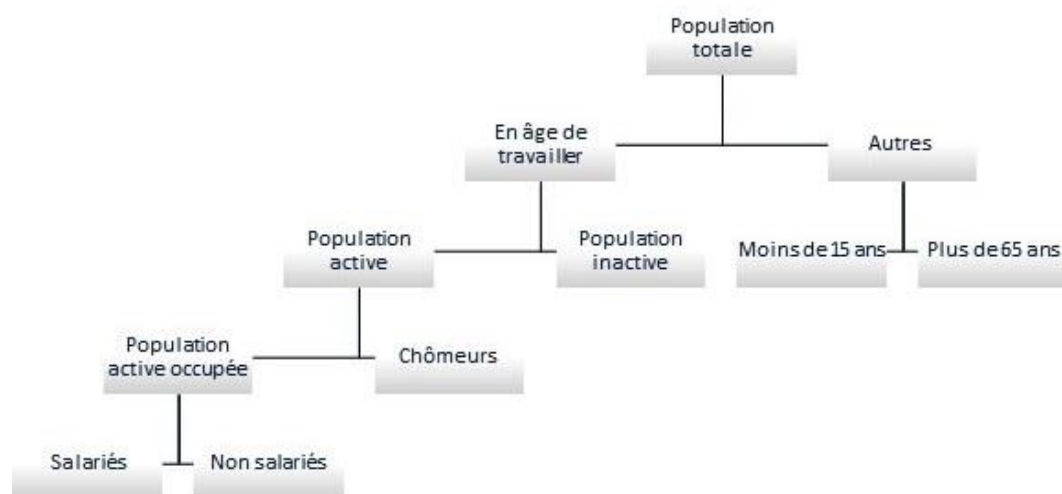 Population
totale
En âge de
travailler
Autres
Population
active
Population
inactive
Moins de 15 ans
Plus de 65 ans
Population
active occupée
Chômeurs
Salariés
Non salariés